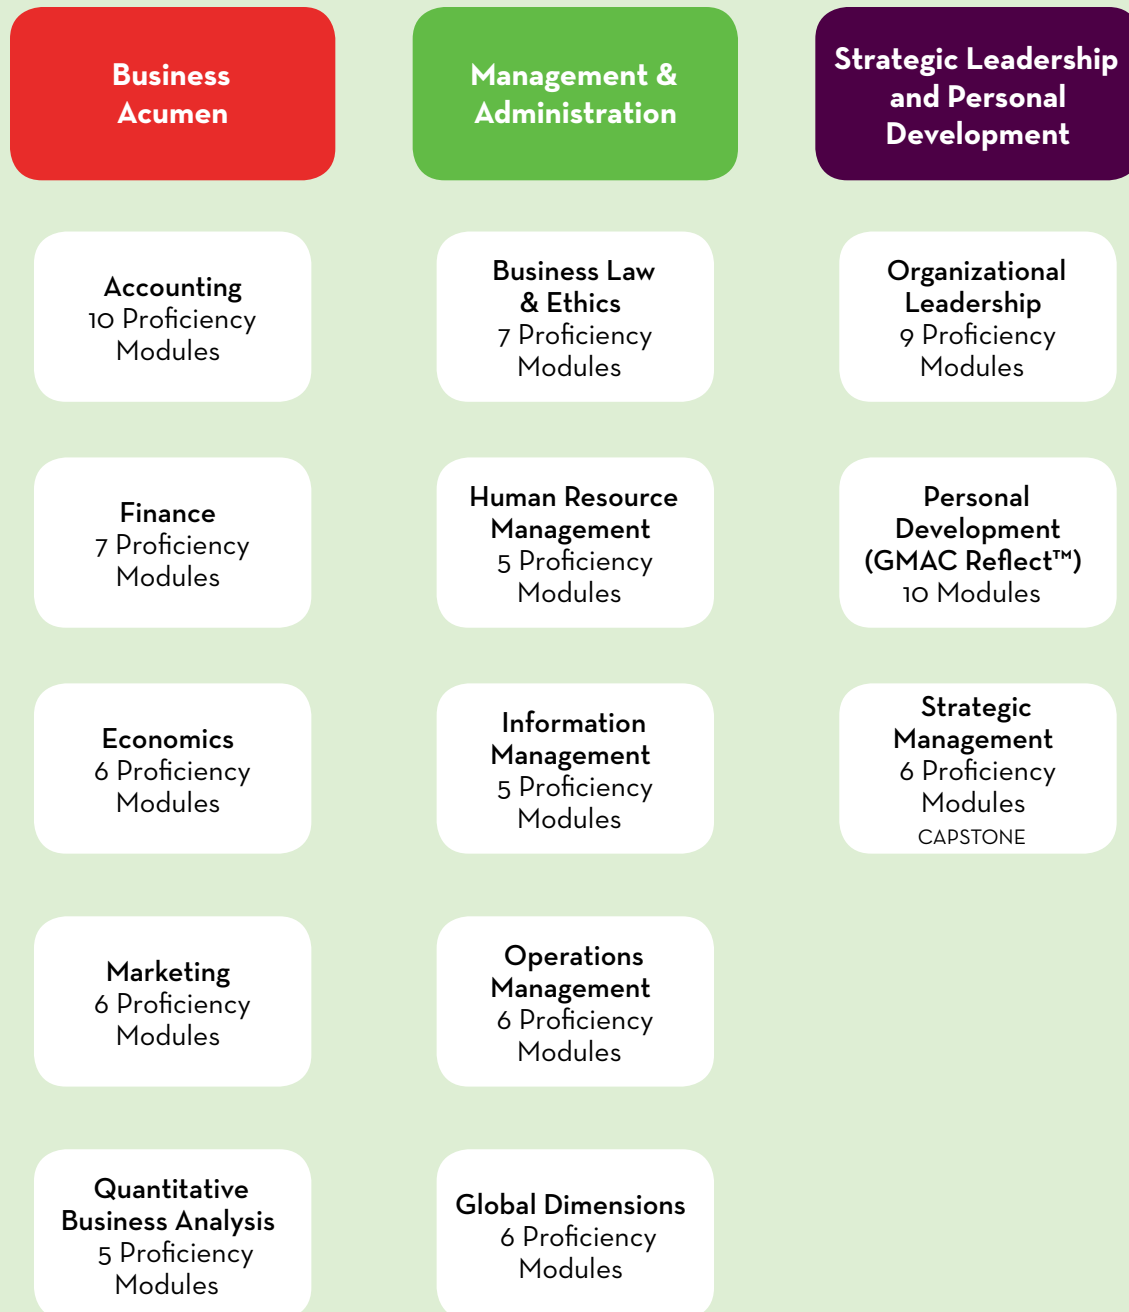 Business
Acumen
Accounting
10 Proficiency
Modules
Finance
7 Proficiency
Modules
Economics
6 Proficiency
Modules
Marketing
6 Proficiency
Modules
Quantitative
Business Analysis
5 Proficiency
Modules
Management &
Administration
Business Law
& Ethics
7 Proficiency
Modules
Human Resource
Management
5 Proficiency
Modules
Information
Management
5 Proficiency
Modules
Operations
Management
6 Proficiency
Modules
Global Dimensions
6 Proficiency
Modules
Strategic Leadership
and Personal
Development
Organizational
Leadership
9 Proficiency
Modules
Personal
Development
(GMAC Reflect™)
10 Modules
Strategic
Management
6 Proficiency
Modules
CAPSTONE